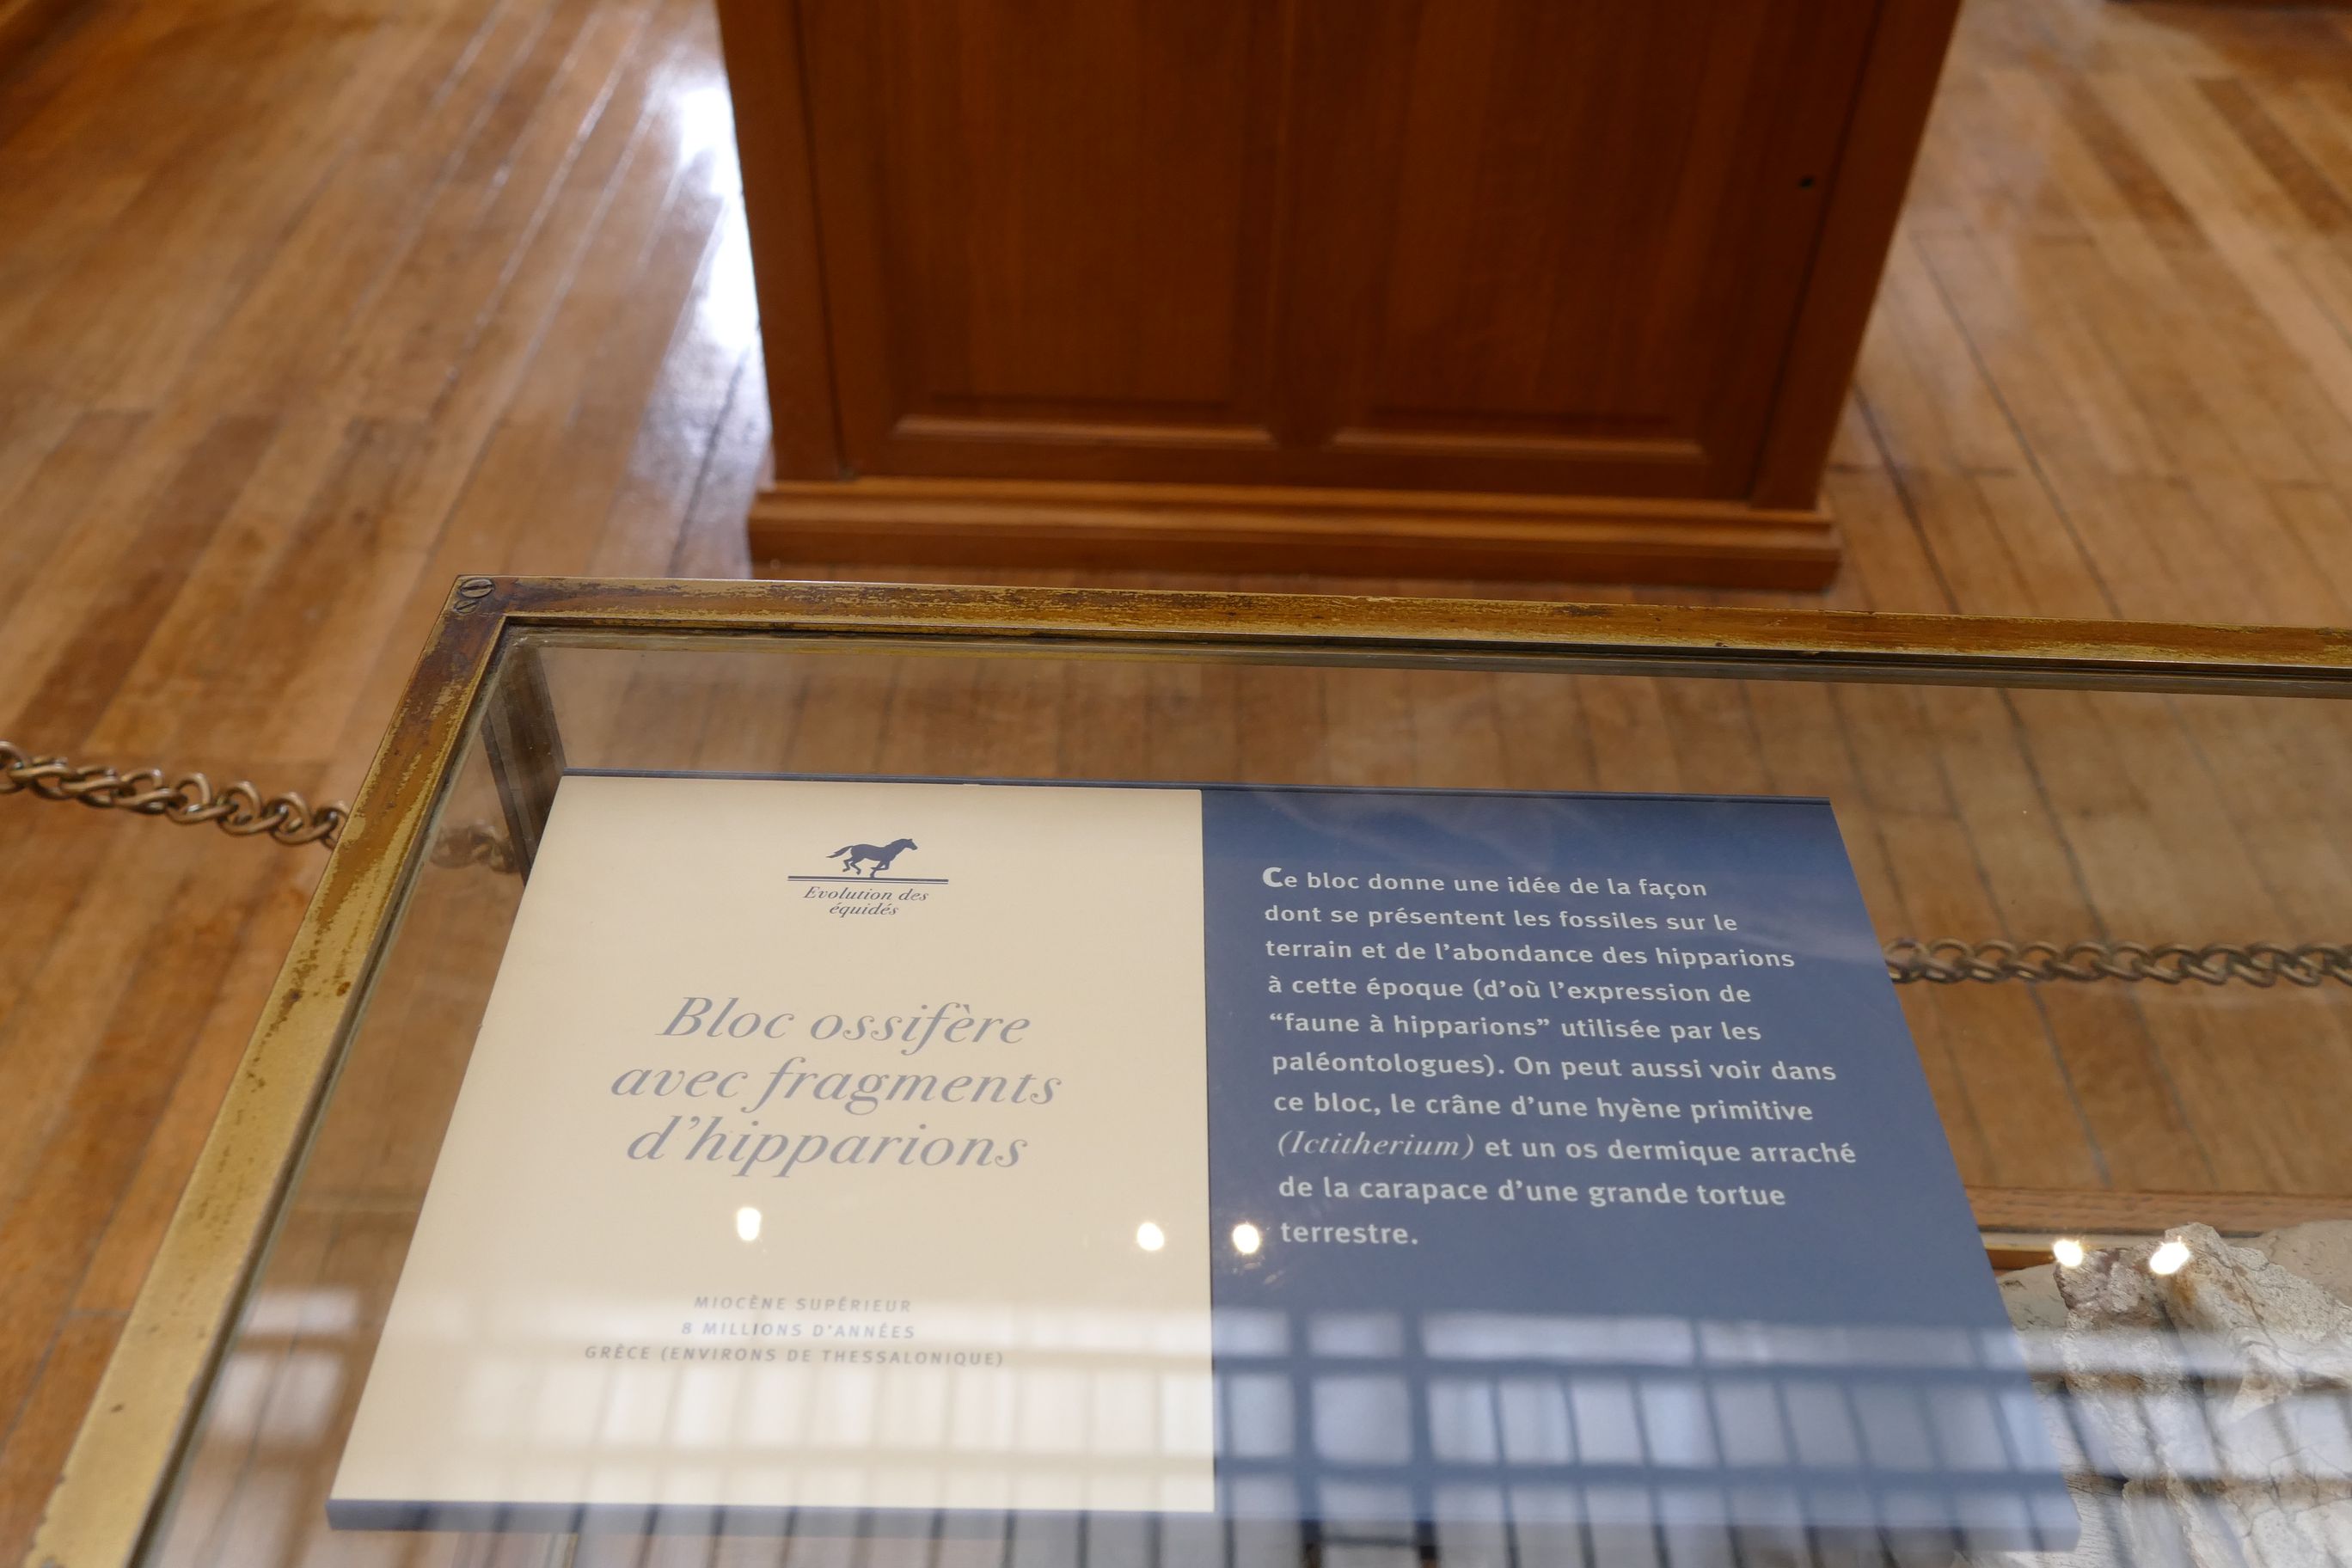 Evolution des
équidés
Bloc ossifère
avec fragments
d'hipparions
MIOCÈNE SUPÉRIEUR
8 MILLIONS D'ANNÉES
GRÈCE (ENVIRONS DE THESSALONIQUE)
Ce bloc donne une idée de la façon
dont se présentent les fossiles sur le
terrain et de l'abondance des hipparions
à cette époque (d'où l'expression de
“faune à hipparions” utilisée par les
paléontologues). On peut aussi voir dans
ce bloc, le crâne d'une hyène primitive
(Ictitherium) et un os dermique arraché
de la carapace d'une grande tortue
terrestre.